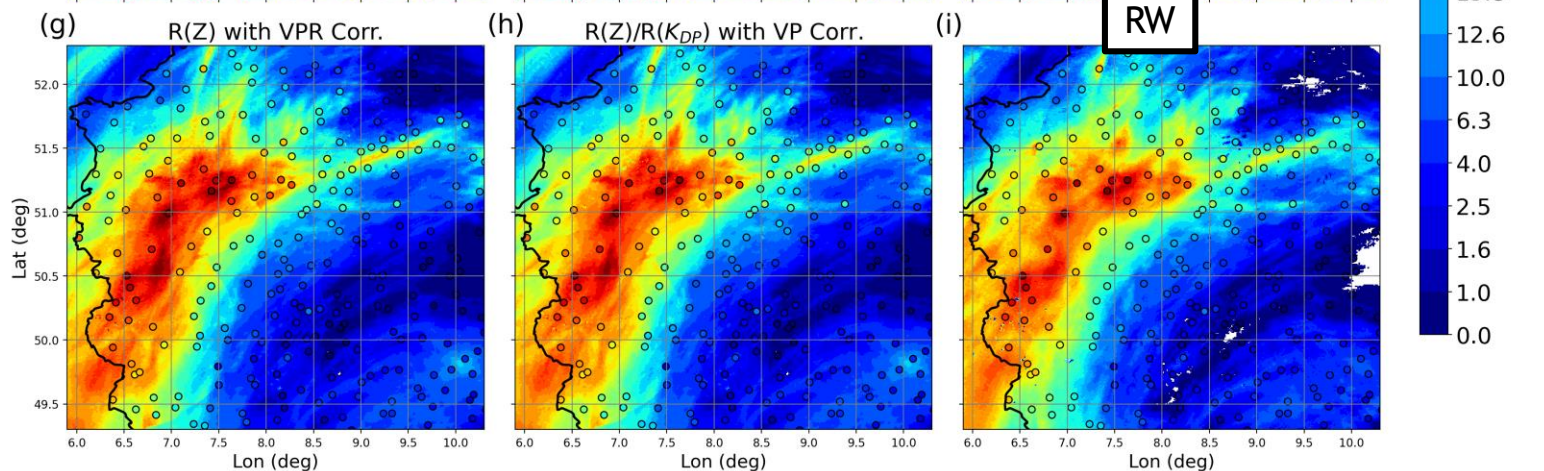 (g)
R(Z) with VPR Corr.
(h)
R(Z)/R(K_DP) with VP Corr.
(i)
RW
Lat (deg)
52.0
51.5
51.0
50.5
50.0
49.5
6.0 6.5 7.0 7.5 8.0 8.5 9.0 9.5 10.0
Lon (deg)
6.0 6.5 7.0 7.5 8.0 8.5 9.0 9.5 10.0
Lon (deg)
6.0 6.5 7.0 7.5 8.0 8.5 9.0 9.5 10.0
Lon (deg)
12.6
10.0
6.3
4.0
2.5
1.6
1.0
0.0